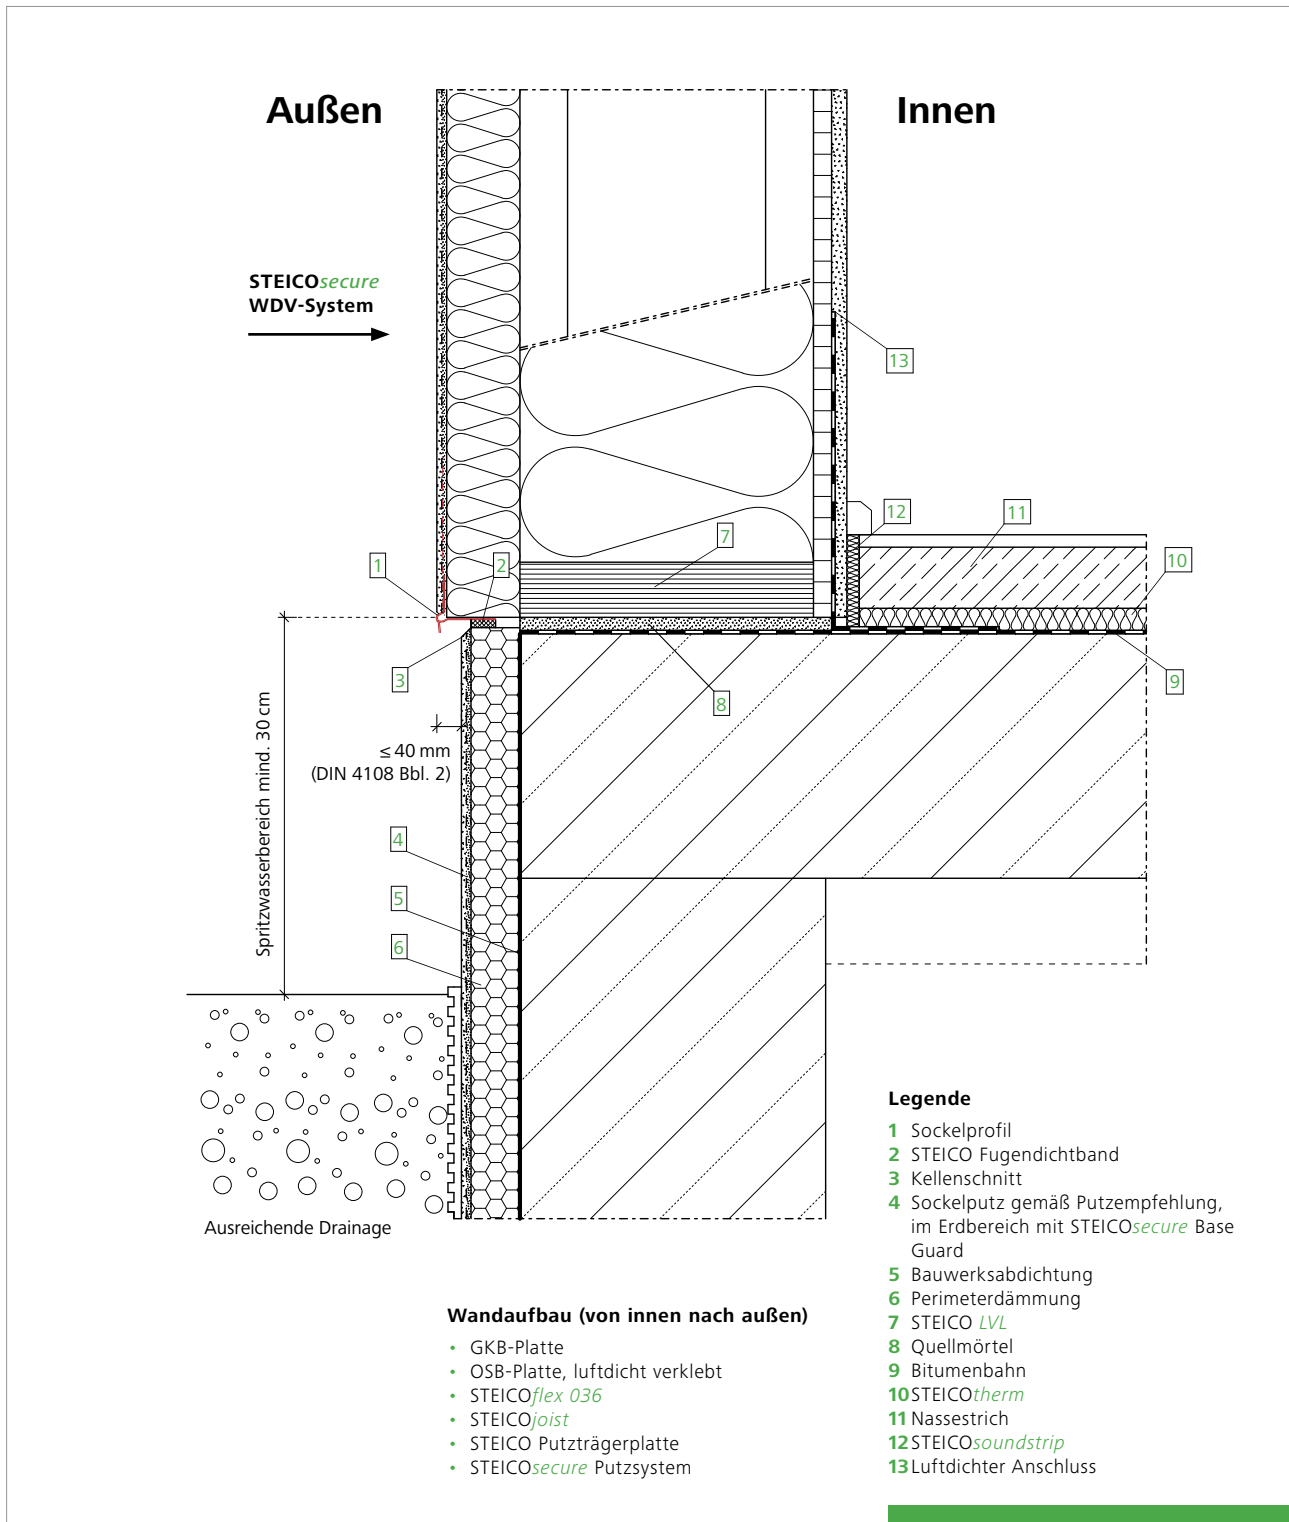 Außen
Innen
STEICOsecure
WDV-System
13
12
11
7
1
2
10
3
8
9
≤ 40 mm
(DIN 4108 Bbl. 2)
Spritzwasserbereich mind. 30 cm
4
5
6
Ausreichende Drainage
Wandaufbau (von innen nach außen)
• GKB-Platte
• OSB-Platte, luftdicht verklebt
• STEICOflex 036
• STEICOjoist
• STEICO Putzträgerplatte
• STEICOsecure Putzsystem
Legende
1 Sockelprofil
2 STEICO Fugendichtband
3 Kellenschnitt
4 Sockelputz gemäß Putzempfehlung,
im Erdbereich mit STEICOsecure Base
Guard
5 Bauwerksabdichtung
6 Perimeterdämmung
7 STEICO LVL
8 Quellmörtel
9 Bitumenbahn
10 STEICOtherm
11 Nassestrich
12 STEICOsoundstrip
13 Luftdichter Anschluss